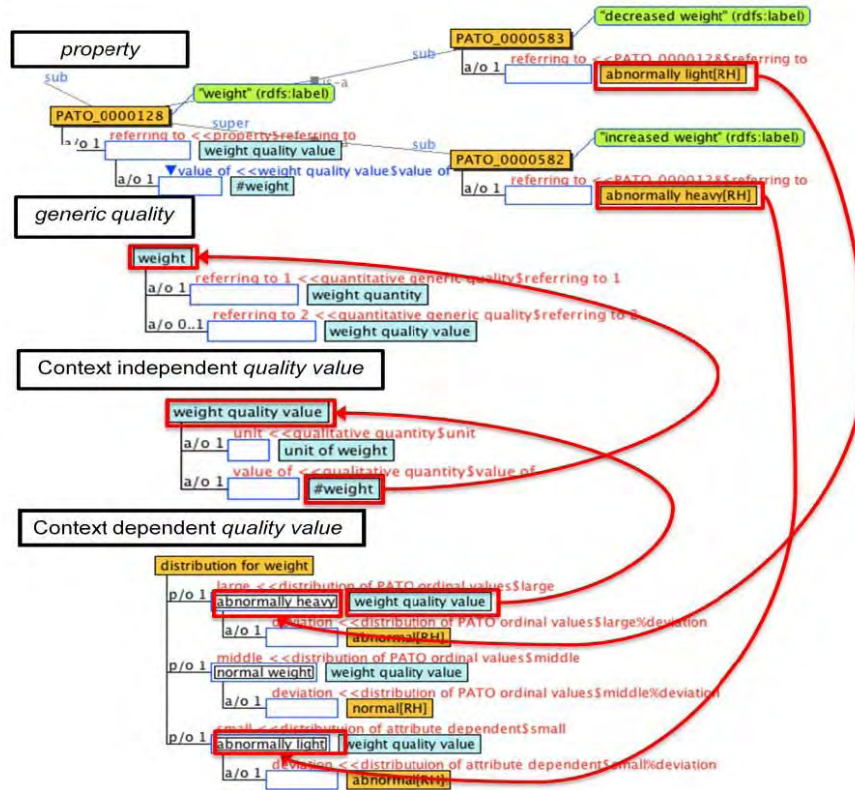 property
"decreased weight" (rdfs:label)
PATO_0000583
sub
is-a
sub
a/o 1
referring to <<PATO_0000128$referring to
abnormally light[RH]
"weight" (rdfs:label)
PATO_0000128
super
"increased weight" (rdfs:label)
a/o 1
referring to <<property$referring to
weight quality value
sub
PATO_0000582
a/o 1
value of <<weight quality value$value of
#weight
a/o 1
referring to <<PATO_0000128$referring to
abnormally heavy[RH]
generic quality
weight
a/o 1
referring to 1 <<quantitative generic quality$referring to 1
weight quantity
a/o 0..1
referring to 2 <<quantitative generic quality$referring to 2
weight quality value
Context independent quality value
weight quality value
a/o 1
unit <<qualitative quantity$unit
unit of weight
a/o 1
value of <<qualitative quantity$value of
#weight
Context dependent quality value
distribution for weight
p/o 1
large <<distribution of PATO ordinal values$large
abnormally heavy
weight quality value
a/o 1
deviation <<distribution of PATO ordinal values$large%deviation
abnormal[RH]
p/o 1
middle <<distribution of PATO ordinal values$middle
normal weight
weight quality value
a/o 1
deviation <<distribution of PATO ordinal values$middle%deviation
normal[RH]
p/o 1
small <<distributuion of attribute dependent$small
abnormally light
weight quality value
a/o 1
deviation <<distributuion of attribute dependent$small%deviation
abnormal[RH]